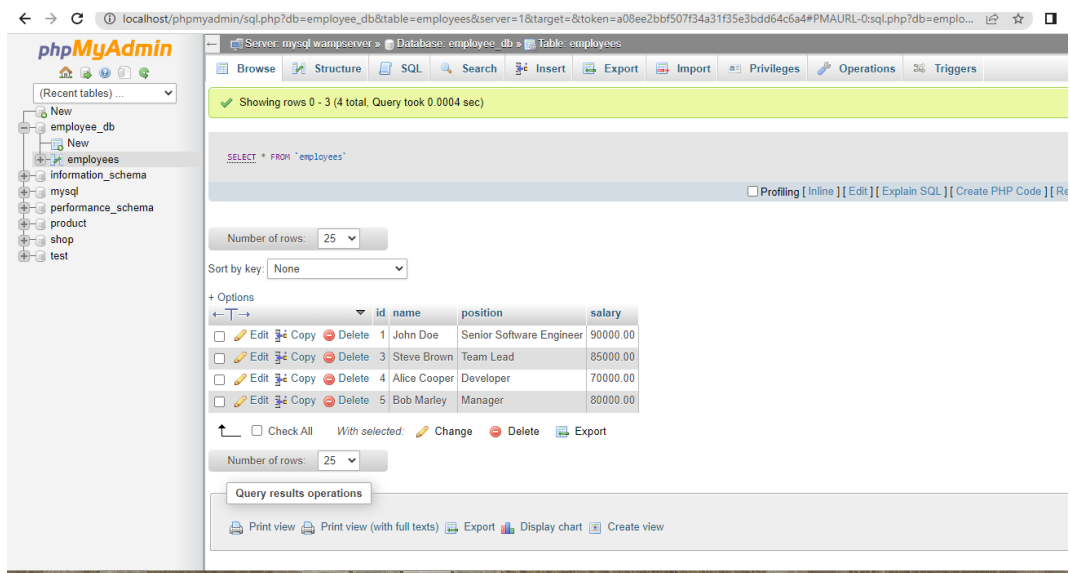 localhost/phpmyadmin/sql.php?db=employee_db&table=employees&server=1&target=&token=a08ee2bbf507f34a31f35e3bdd64c6a4#PMAURL-0:sql.php?db=emplo...
phpMyAdmin
(Recent tables) ...
New
employee_db
New
employees
information_schema
mysql
performance_schema
product
shop
test
Server: mysql wampserver » Database: employee_db » Table: employees
Browse Structure SQL Search Insert Export Import Privileges Operations Triggers
Showing rows 0 - 3 (4 total, Query took 0.0004 sec)
SELECT * FROM `employees`
Profiling [ Inline ] [ Edit ] [ Explain SQL ] [ Create PHP Code ] [ Re
Number of rows: 25
Sort by key: None
+ Options
←T→ id name position salary
Edit Copy Delete 1 John Doe Senior Software Engineer 90000.00
Edit Copy Delete 3 Steve Brown Team Lead 85000.00
Edit Copy Delete 4 Alice Cooper Developer 70000.00
Edit Copy Delete 5 Bob Marley Manager 80000.00
Check All With selected: Change Delete Export
Number of rows: 25
Query results operations
Print view Print view (with full texts) Export Display chart Create view